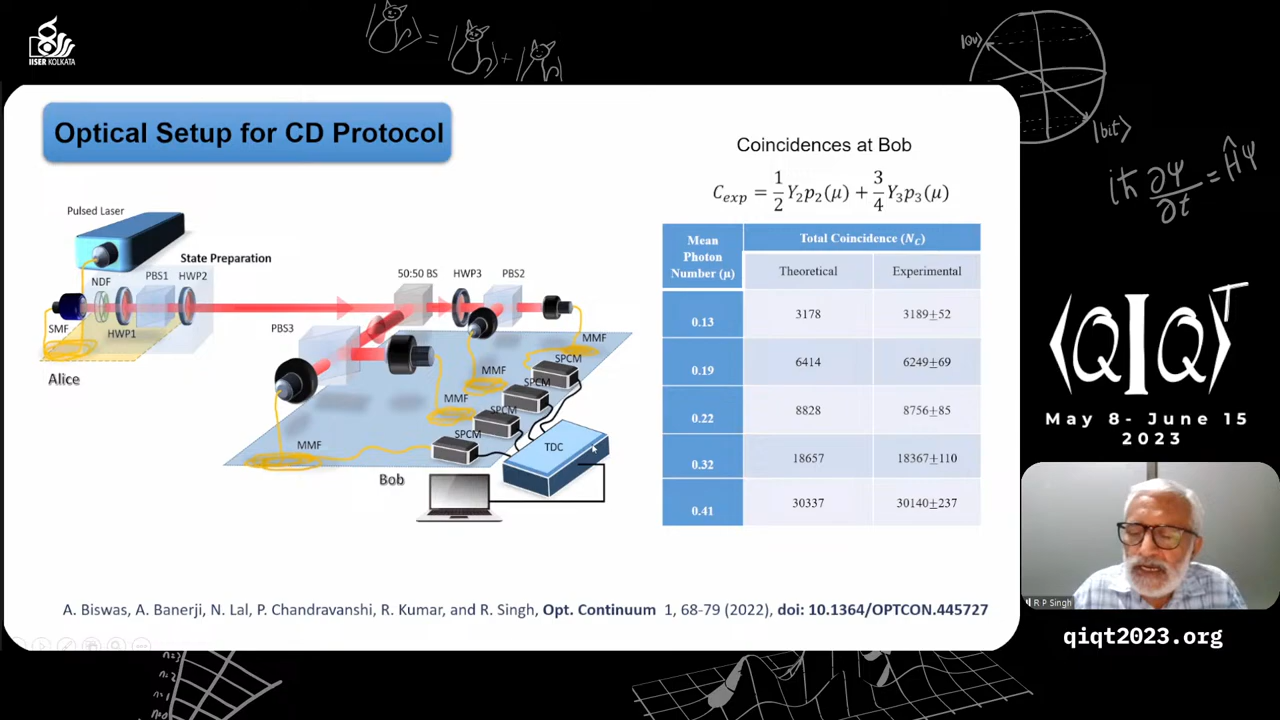 IISER KOLKATA
Optical Setup for CD Protocol
Pulsed Laser
State Preparation
NDF
PBS1
HWP2
SMF
HWP1
Alice
50:50 BS
HWP3
PBS2
PBS3
MMF
SPCM
MMF
SPCM
MMF
SPCM
MMF
SPCM
TDC
Bob
Coincidences at Bob
C_exp = 1/2 Y₂p₂(μ) + 3/4 Y₃p₃(μ)
Mean Photon Number (μ)
Total Coincidence (N_C)
Theoretical Experimental
0.13 3178 3189±52
0.19 6414 6249±69
0.22 8828 8756±85
0.32 18657 18367±110
0.41 30337 30140±237
A. Biswas, A. Banerji, N. Lal, P. Chandravanshi, R. Kumar, and R. Singh, Opt. Continuum 1, 68-79 (2022), doi: 10.1364/OPTCON.445727
|bit⟩
iħ ∂ψ/∂t = Ĥψ
⟨Q|Q⟩T
May 8- June 15
2023
R P Singh
qiqt2023.org
n=2
n=1
n=0